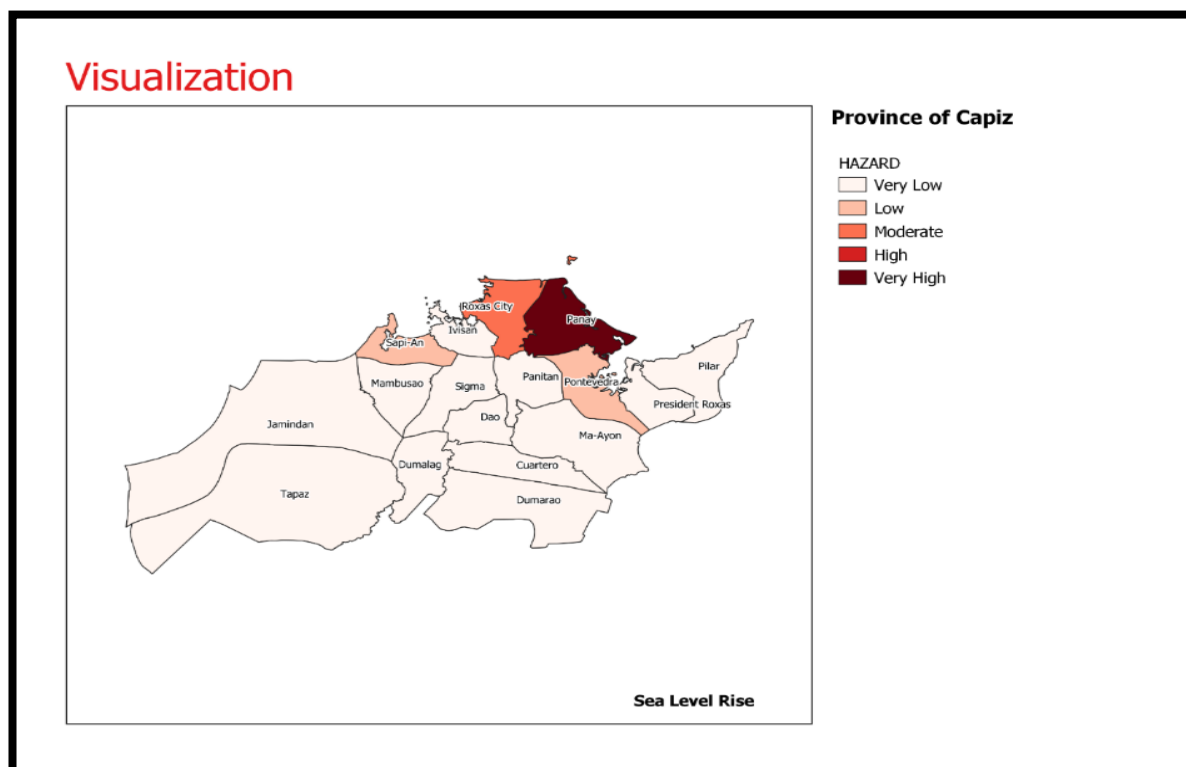 Visualization
Province of Capiz
HAZARD
Very Low
Low
Moderate
High
Very High
Roxas City
Panay
Ivisan
Sapi-An
Pilar
Mambusao
Sigma
Panitan
Pontevedra
President Roxas
Dao
Jamindan
Ma-Ayon
Dumalag
Cuartero
Tapaz
Dumarao
Sea Level Rise